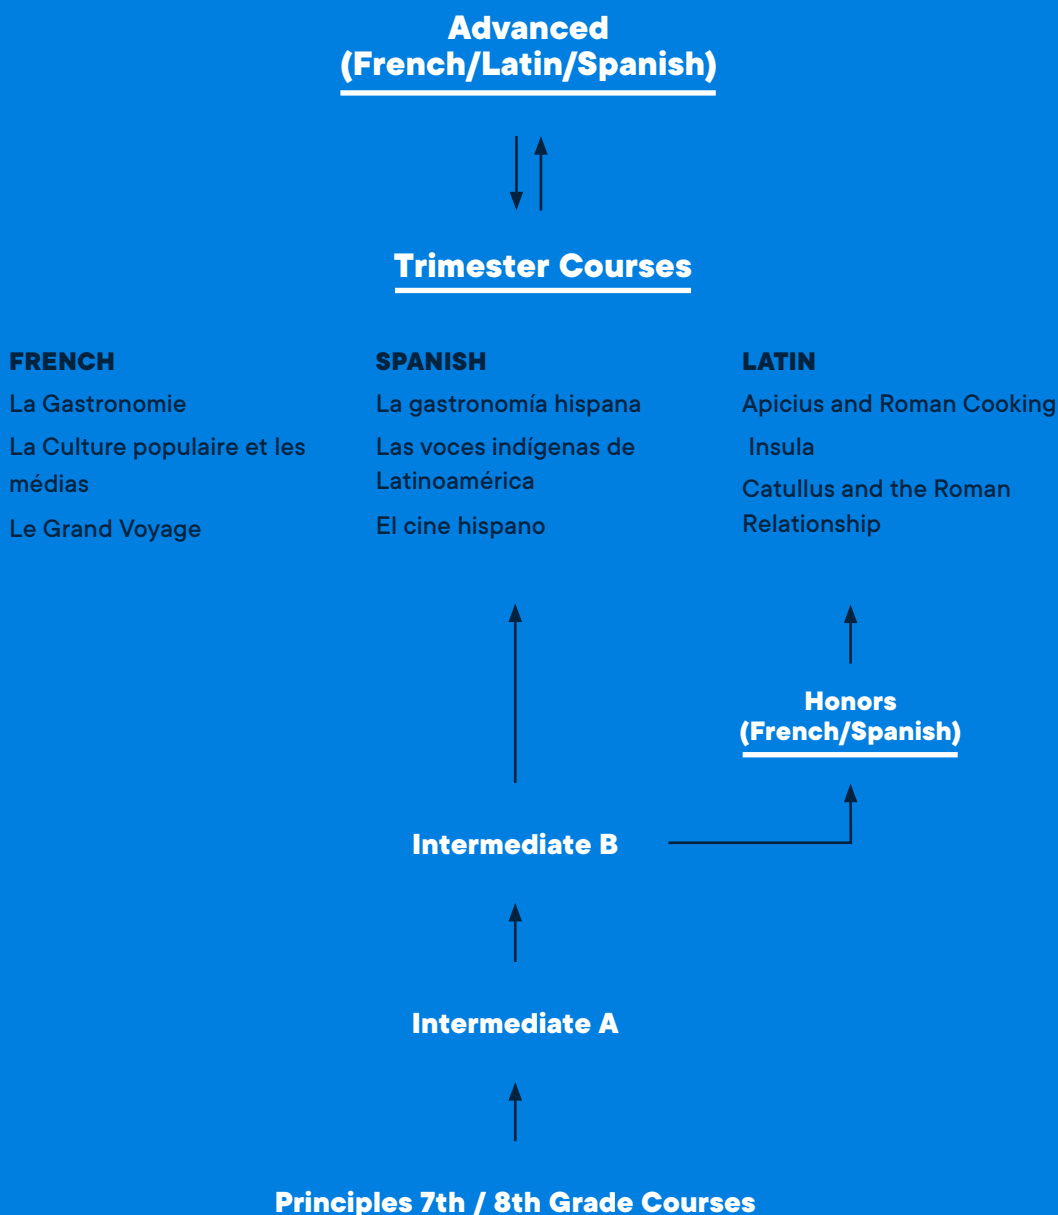 Advanced
(French/Latin/Spanish)
Trimester Courses
FRENCH
La Gastronomie
La Culture populaire et les
médias
Le Grand Voyage
SPANISH
La gastronomía hispana
Las voces indígenas de
Latinoamérica
El cine hispano
LATIN
Apicius and Roman Cooking
Insula
Catullus and the Roman
Relationship
Honors
(French/Spanish)
Intermediate B
Intermediate A
Principles 7th / 8th Grade Courses